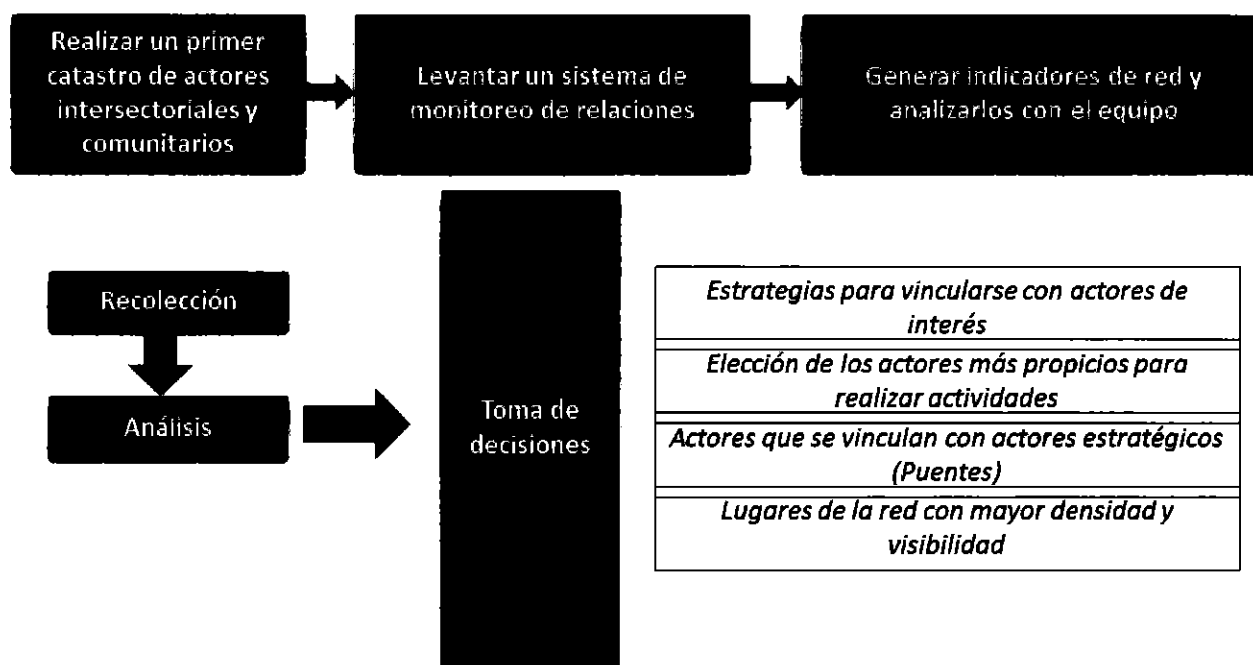 Realizar un primer
catastro de actores
intersectoriales y
comunitarios
Levantar un sistema de
monitoreo de relaciones
Generar indicadores de red y
analizarlos con el equipo
Recolección
Análisis
Toma de
decisiones
Estrategias para vincularse con actores de
interés
Elección de los actores más propicios para
realizar actividades
Actores que se vinculan con actores estratégicos
(Puentes)
Lugares de la red con mayor densidad y
visibilidad